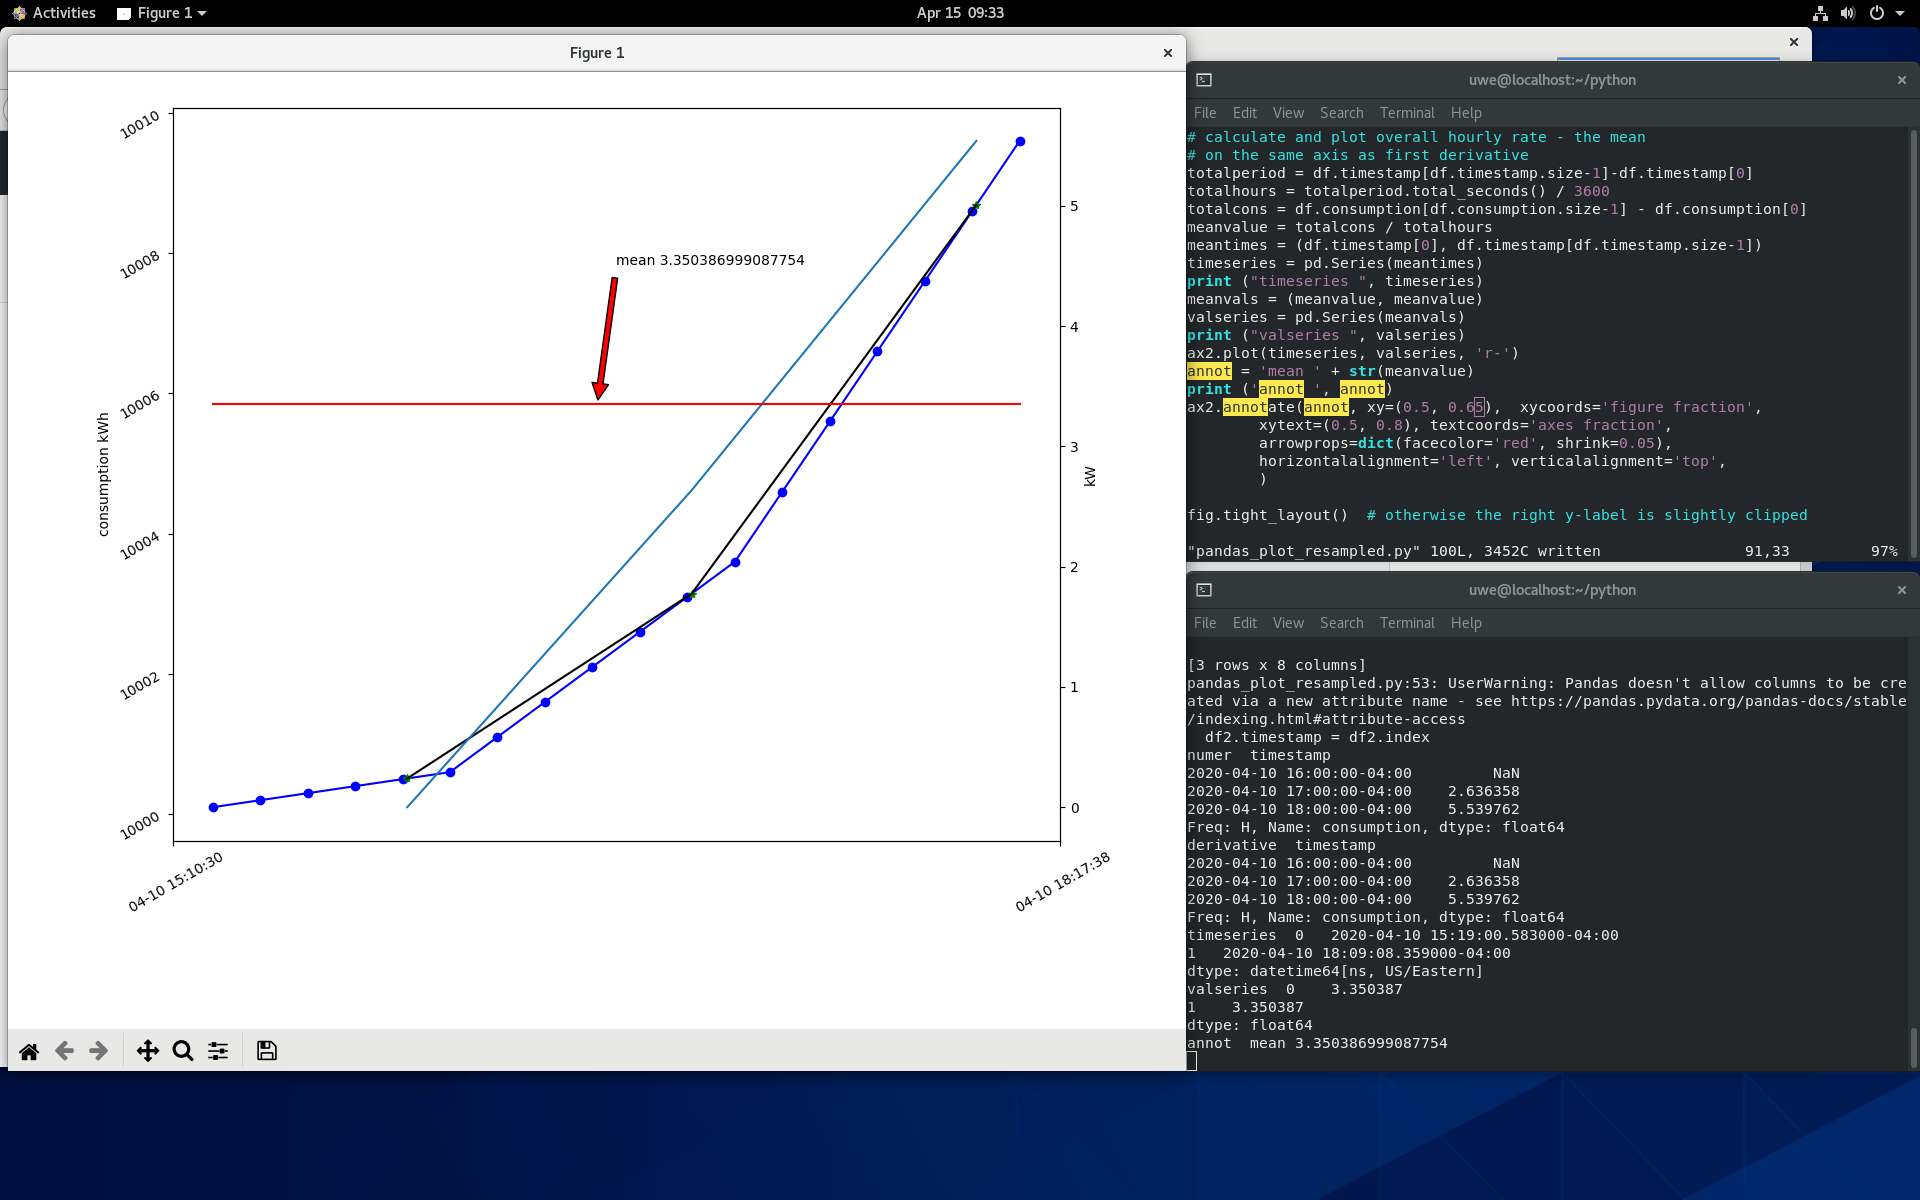 Activities
Figure 1
Apr 15 09:33
Figure 1
10010
10008
10006
10004
10002
10000
consumption kWh
mean 3.350386999087754
5
4
3
2
1
0
kW
04-10 15:10:30
04-10 18:17:38
uwe@localhost:~/python
File Edit View Search Terminal Help
# calculate and plot overall hourly rate - the mean
# on the same axis as first derivative
totalperiod = df.timestamp[df.timestamp.size-1]-df.timestamp[0]
totalhours = totalperiod.total_seconds() / 3600
totalcons = df.consumption[df.consumption.size-1] - df.consumption[0]
meanvalue = totalcons / totalhours
meantimes = (df.timestamp[0], df.timestamp[df.timestamp.size-1])
timeseries = pd.Series(meantimes)
print ("timeseries ", timeseries)
meanvals = (meanvalue, meanvalue)
valseries = pd.Series(meanvals)
print ("valseries ", valseries)
ax2.plot(timeseries, valseries, 'r-')
annot = 'mean ' + str(meanvalue)
print ('annot ', annot)
ax2.annotate(annot, xy=(0.5, 0.65),  xycoords='figure fraction',
        xytext=(0.5, 0.8), textcoords='axes fraction',
        arrowprops=dict(facecolor='red', shrink=0.05),
        horizontalalignment='left', verticalalignment='top',
        )
fig.tight_layout()  # otherwise the right y-label is slightly clipped
"pandas_plot_resampled.py" 100L, 3452C written                91,33         97%
uwe@localhost:~/python
File Edit View Search Terminal Help
[3 rows x 8 columns]
pandas_plot_resampled.py:53: UserWarning: Pandas doesn't allow columns to be cre
ated via a new attribute name - see https://pandas.pydata.org/pandas-docs/stable
/indexing.html#attribute-access
  df2.timestamp = df2.index
numer  timestamp
2020-04-10 16:00:00-04:00         NaN
2020-04-10 17:00:00-04:00    2.636358
2020-04-10 18:00:00-04:00    5.539762
Freq: H, Name: consumption, dtype: float64
derivative  timestamp
2020-04-10 16:00:00-04:00         NaN
2020-04-10 17:00:00-04:00    2.636358
2020-04-10 18:00:00-04:00    5.539762
Freq: H, Name: consumption, dtype: float64
timeseries  0   2020-04-10 15:19:00.583000-04:00
1   2020-04-10 18:09:08.359000-04:00
dtype: datetime64[ns, US/Eastern]
valseries  0    3.350387
1    3.350387
dtype: float64
annot  mean 3.350386999087754